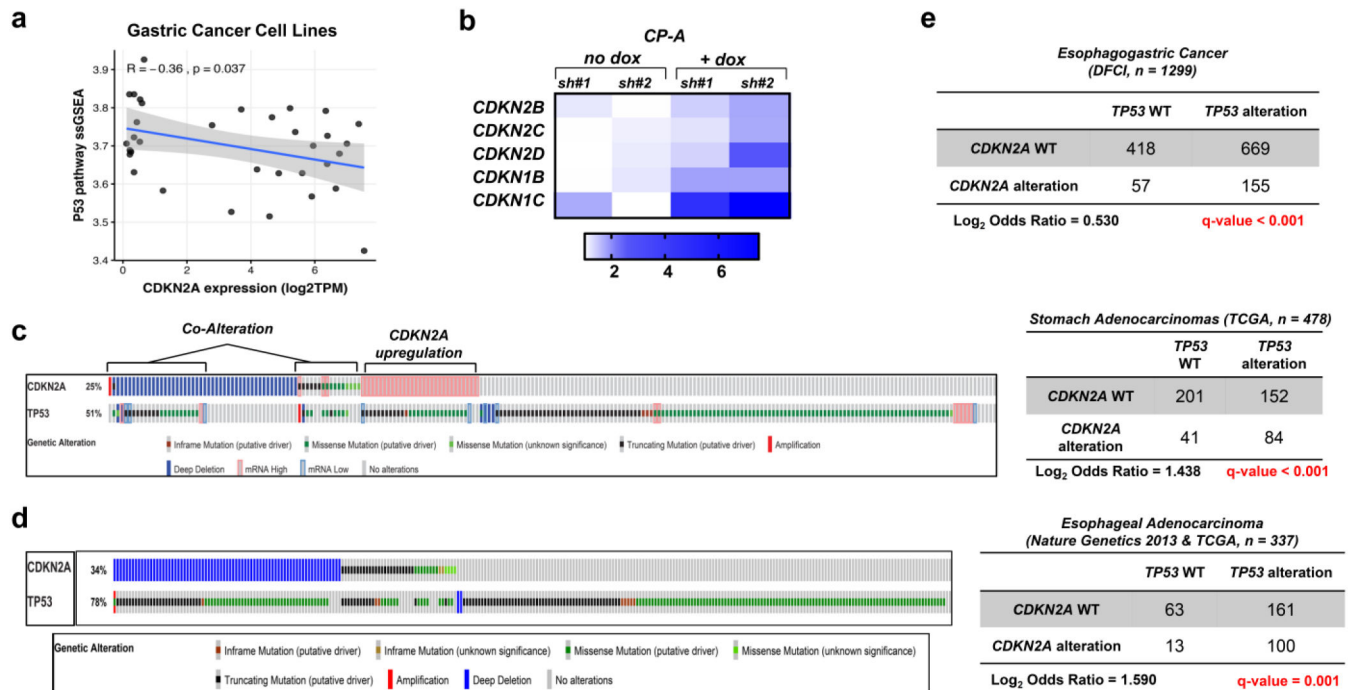 a
Gastric Cancer Cell Lines
R = −0.36 , p = 0.037
P53 pathway ssGSEA
3.9
3.8
3.7
3.6
3.5
3.4
0 2 4 6
CDKN2A expression (log2TPM)
b
CP-A
no dox + dox
sh#1 sh#2 sh#1 sh#2
CDKN2B
CDKN2C
CDKN2D
CDKN1B
CDKN1C
2 4 6
c
Co-Alteration
CDKN2A
upregulation
CDKN2A 25%
TP53 51%
Genetic Alteration
Inframe Mutation (putative driver) Missense Mutation (putative driver) Missense Mutation (unknown significance) Truncating Mutation (putative driver) Amplification
Deep Deletion mRNA High mRNA Low No alterations
d
CDKN2A 34%
TP53 78%
Genetic Alteration
Inframe Mutation (putative driver) Inframe Mutation (unknown significance) Missense Mutation (putative driver) Missense Mutation (unknown significance)
Truncating Mutation (putative driver) Amplification Deep Deletion No alterations
e
Esophagogastric Cancer
(DFCI, n = 1299)
TP53 WT TP53 alteration
CDKN2A WT 418 669
CDKN2A alteration 57 155
Log2 Odds Ratio = 0.530 q-value < 0.001
Stomach Adenocarcinomas (TCGA, n = 478)
TP53 TP53
WT alteration
CDKN2A WT 201 152
CDKN2A
alteration 41 84
Log2 Odds Ratio = 1.438 q-value < 0.001
Esophageal Adenocarcinoma
(Nature Genetics 2013 & TCGA, n = 337)
TP53 WT TP53 alteration
CDKN2A WT 63 161
CDKN2A alteration 13 100
Log2 Odds Ratio = 1.590 q-value = 0.001